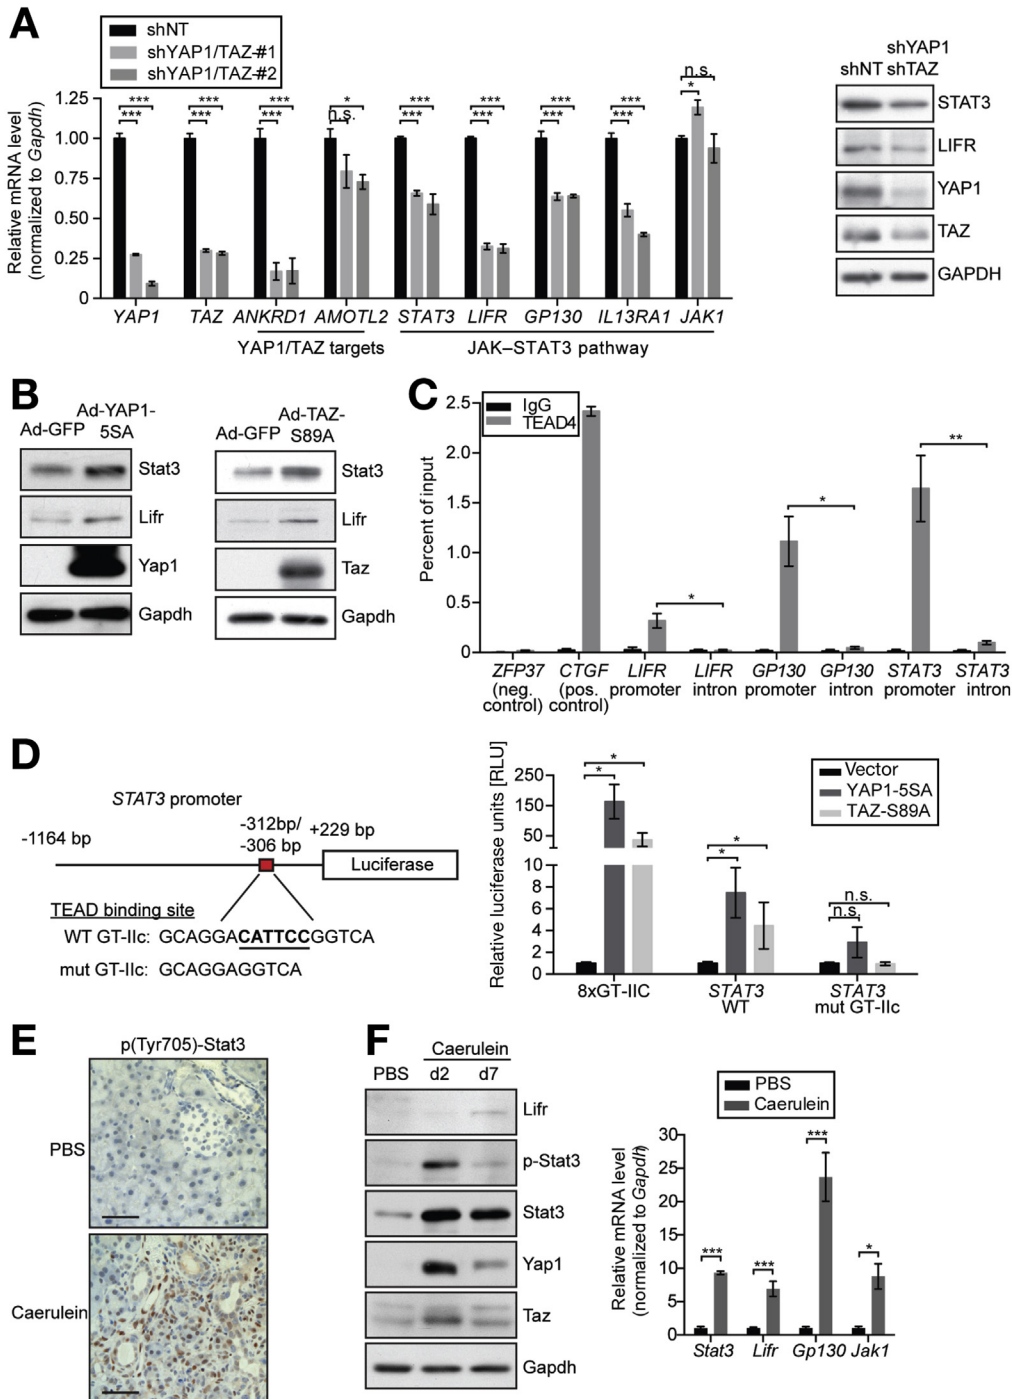 A
shNT
shYAP1/TAZ-#1
shYAP1/TAZ-#2
Relative mRNA level
(normalized to Gapdh)
1.25
1.00
0.75
0.50
0.25
0
*** *** *** * *** *** *** *** n.s.
*** *** *** n.s. *** *** *** *** *
YAP1 TAZ ANKRD1 AMOTL2 STAT3 LIFR GP130 IL13RA1 JAK1
YAP1/TAZ targets JAK–STAT3 pathway
shYAP1
shNT shTAZ
STAT3
LIFR
YAP1
TAZ
GAPDH
B
Ad-GFP Ad-YAP1-
5SA
Stat3
Lifr
Yap1
Gapdh
Ad-GFP Ad-TAZ-
S89A
Stat3
Lifr
Taz
Gapdh
C
IgG
TEAD4
Percent of input
2.5
2.0
1.5
1.0
0.5
0
* * **
ZFP37 CTGF LIFR LIFR GP130 GP130 STAT3 STAT3
(neg. (pos. promoter intron promoter intron promoter intron
control) control)
D
STAT3 promoter
-1164 bp
-312bp/
-306 bp
+229 bp
Luciferase
TEAD binding site
WT GT-IIc: GCAGGACATTCCGGTCA
mut GT-IIc: GCAGGAGGTCA
Relative luciferase units [RLU]
250
150
50
10
8
6
4
2
0
Vector
YAP1-5SA
TAZ-S89A
* * n.s.
* * n.s.
8xGT-IIC STAT3 STAT3
WT mut GT-IIc
E
p(Tyr705)-Stat3
PBS
Caerulein
F
Caerulein
PBS d2 d7
Lifr
p-Stat3
Stat3
Yap1
Taz
Gapdh
PBS
Caerulein
Relative mRNA level
(normalized to Gapdh)
30
25
20
15
10
5
0
*** *** *** *
Stat3 Lifr Gp130 Jak1